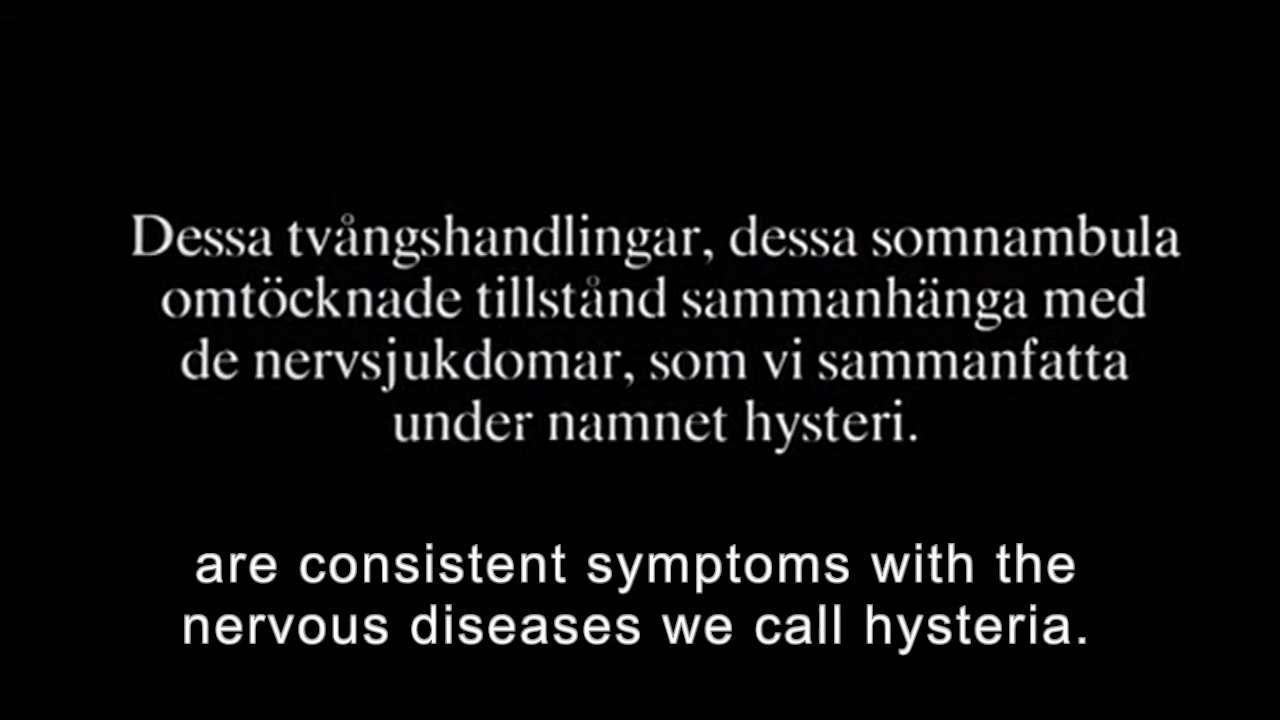 Dessa tvångshandlingar, dessa somnambula
omtöcknade tillstånd sammanhänga med
de nervsjukdomar, som vi sammanfatta
under namnet hysteri.
are consistent symptoms with the
nervous diseases we call hysteria.